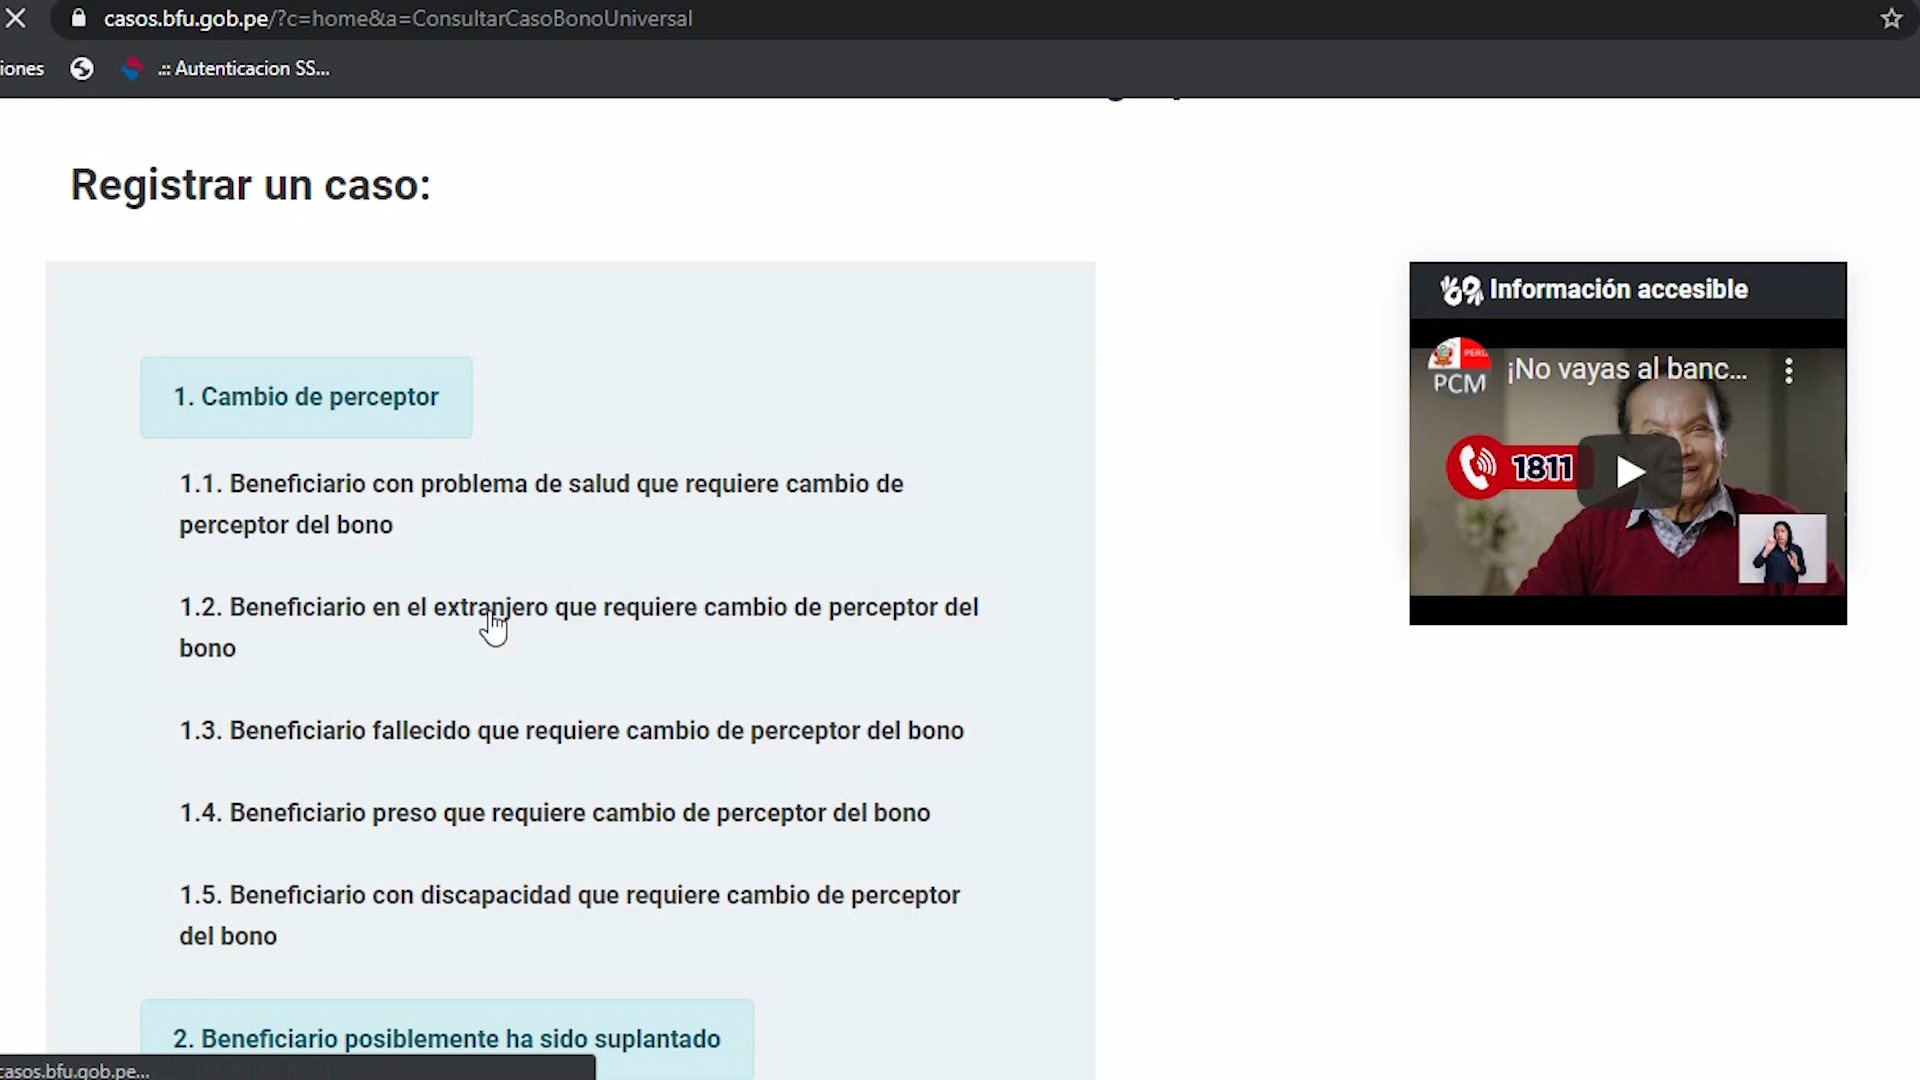 casos.bfu.gob.pe/?c=home&a=ConsultarCasoBonoUniversal
iones
.:: Autenticacion SS...
Registrar un caso:
1. Cambio de perceptor
1.1. Beneficiario con problema de salud que requiere cambio de
perceptor del bono
1.2. Beneficiario en el extranjero que requiere cambio de perceptor del
bono
1.3. Beneficiario fallecido que requiere cambio de perceptor del bono
1.4. Beneficiario preso que requiere cambio de perceptor del bono
1.5. Beneficiario con discapacidad que requiere cambio de perceptor
del bono
2. Beneficiario posiblemente ha sido suplantado
Información accesible
PERÚ
PCM
¡No vayas al banc...
1811
casos.bfu.gob.pe...